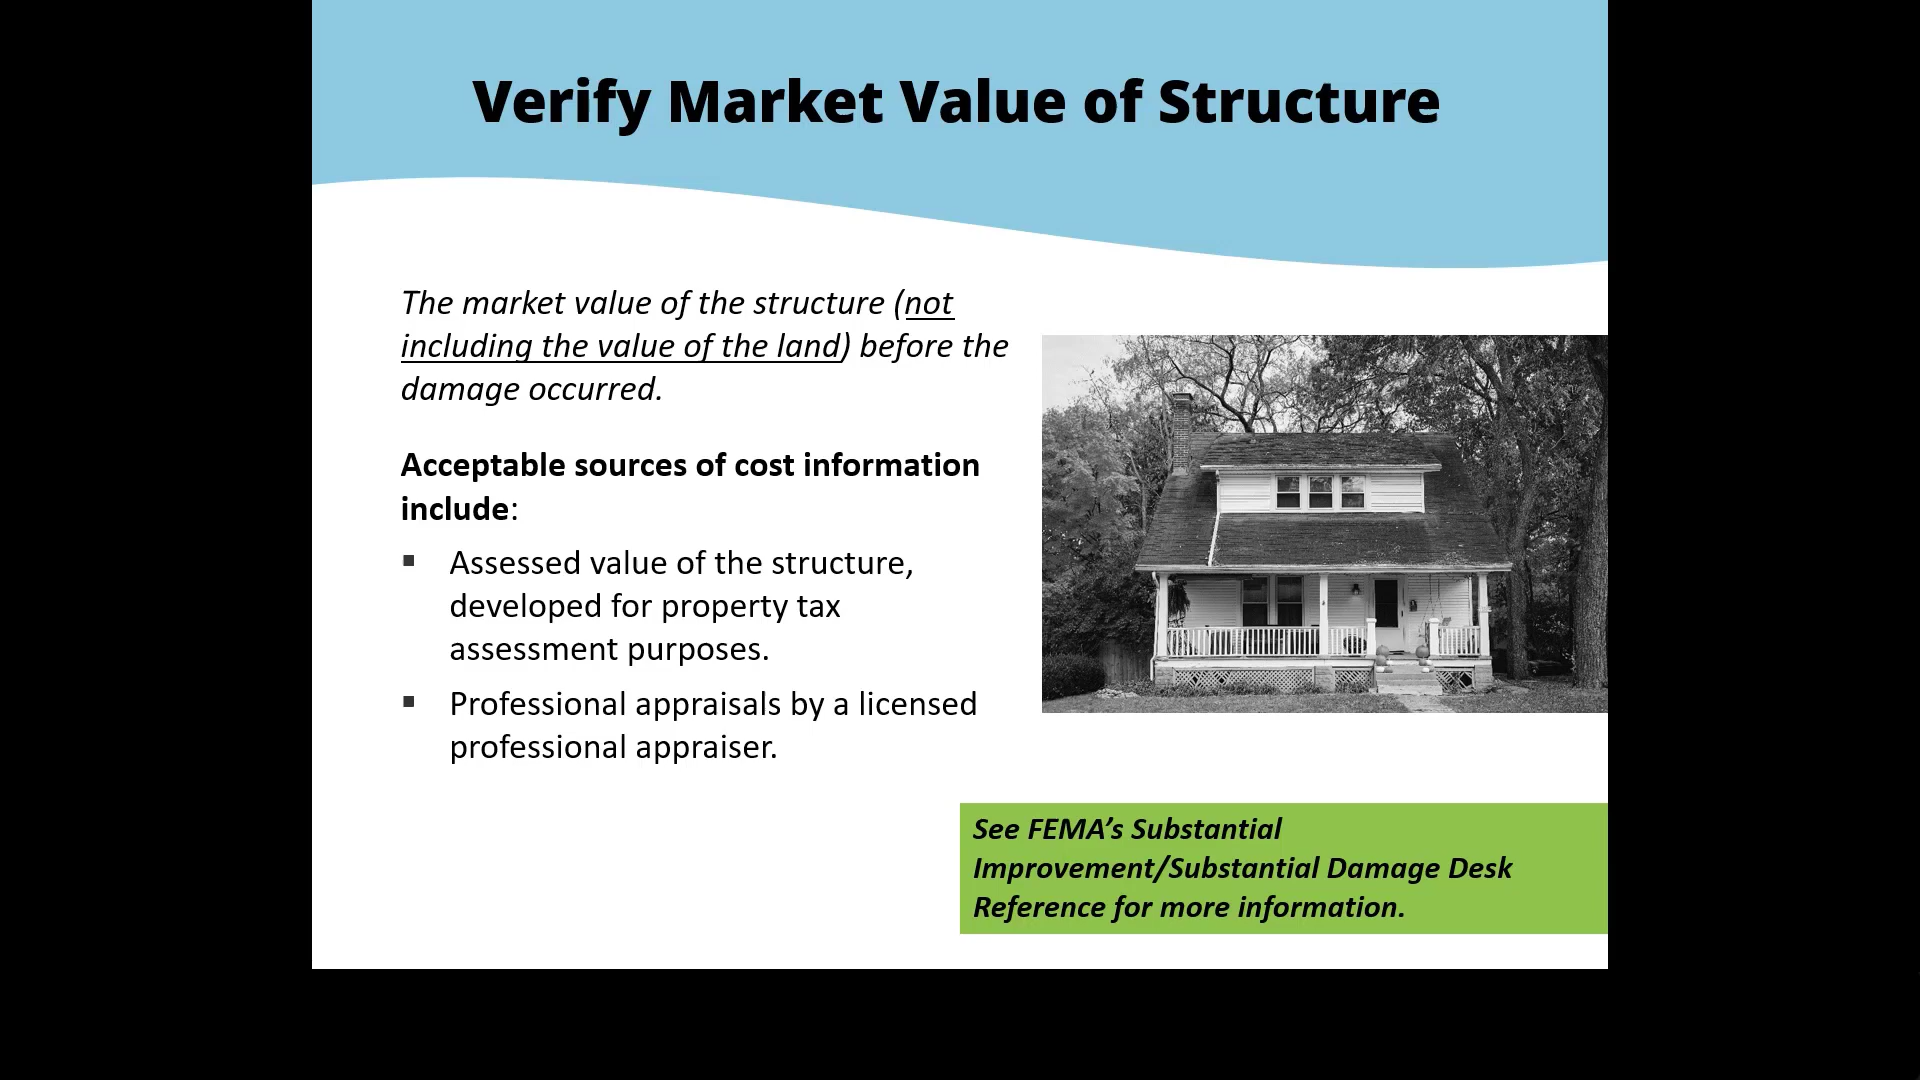 Verify Market Value of Structure
The market value of the structure (not
including the value of the land) before the
damage occurred.
Acceptable sources of cost information
include:
▪ Assessed value of the structure,
developed for property tax
assessment purposes.
▪ Professional appraisals by a licensed
professional appraiser.
See FEMA’s Substantial
Improvement/Substantial Damage Desk
Reference for more information.